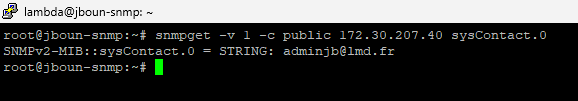 lambda@jboun-snmp: ~
root@jboun-snmp:~# snmpget -v 1 -c public 172.30.207.40 sysContact.0
SNMPv2-MIB::sysContact.0 = STRING: adminjb@lmd.fr
root@jboun-snmp:~#